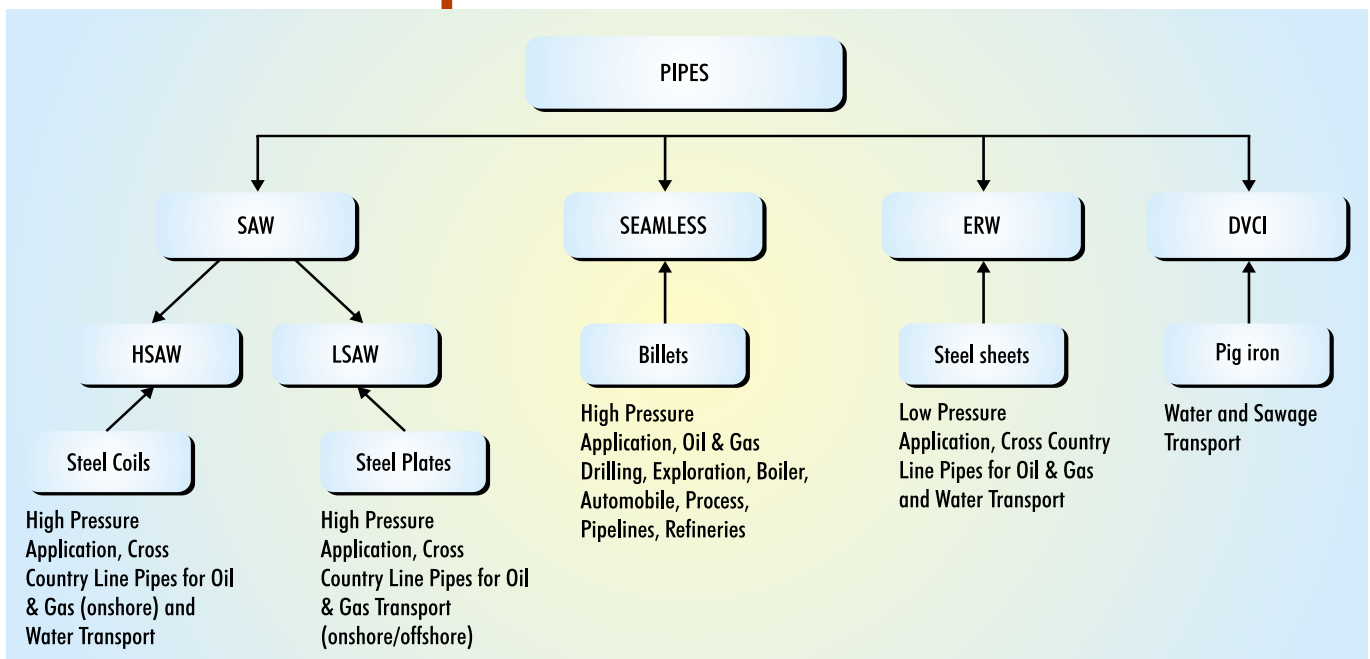 PIPES
SAW
SEAMLESS
ERW
DVCI
HSAW
LSAW
Billets
Steel sheets
Pig iron
High Pressure
Application, Oil & Gas
Drilling, Exploration, Boiler,
Automobile, Process,
Pipelines, Refineries
Low Pressure
Application, Cross Country
Line Pipes for Oil & Gas
and Water Transport
Water and Sawage
Transport
Steel Coils
Steel Plates
High Pressure
Application, Cross
Country Line Pipes for Oil
& Gas (onshore) and
Water Transport
High Pressure
Application, Cross
Country Line Pipes for Oil
& Gas Transport
(onshore/offshore)